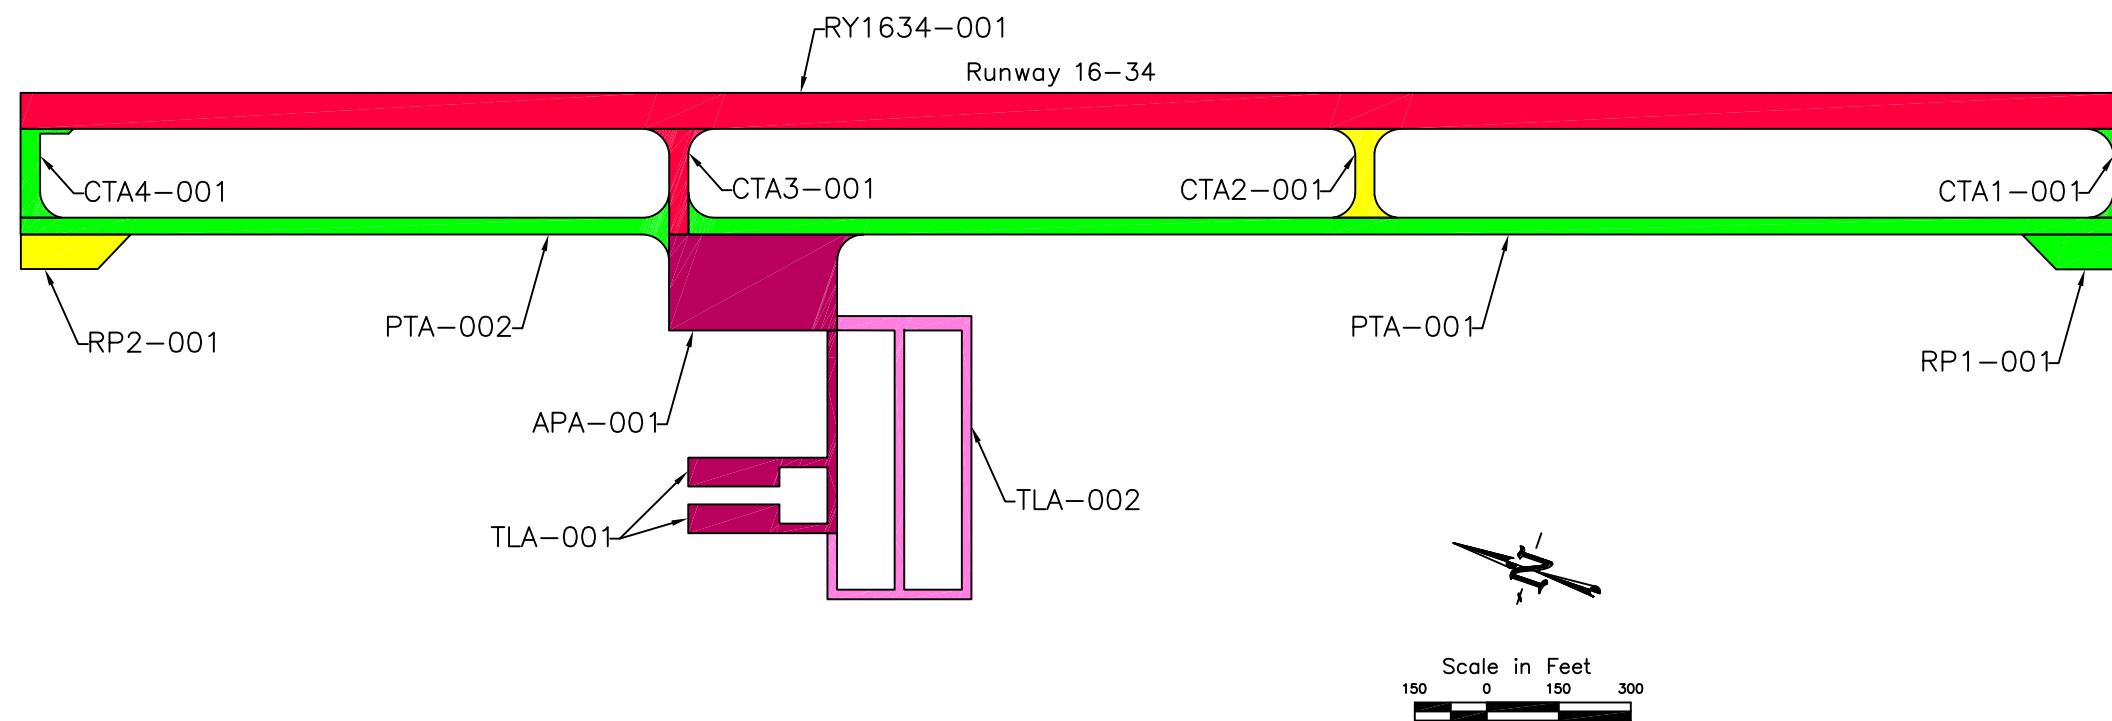 RY1634-001
Runway 16-34
CTA4-001
CTA3-001
CTA2-001
CTA1-001
PTA-002
PTA-001
RP2-001
RP1-001
APA-001
TLA-002
TLA-001
N
Scale in Feet
150 0 150 300